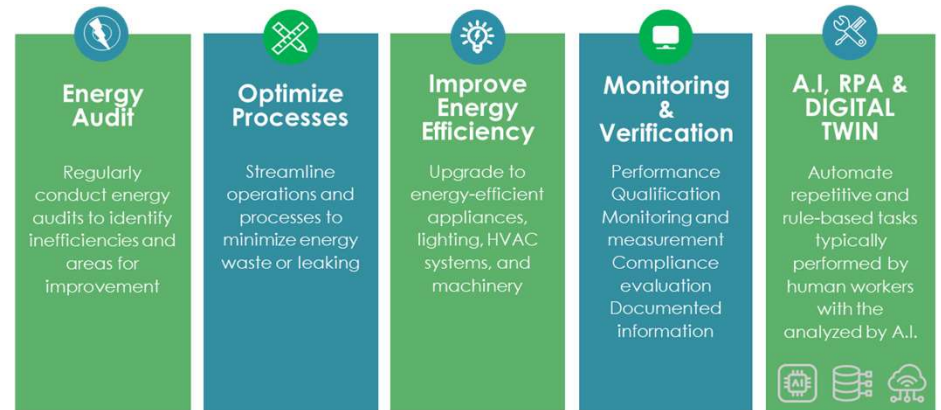 Energy
Audit
Regularly
conduct energy
audits to identify
inefficiencies and
areas for
improvement
Optimize
Processes
Streamline
operations and
processes to
minimize energy
waste or leaking
Improve
Energy
Efficiency
Upgrade to
energy-efficient
appliances,
lighting, HVAC
systems, and
machinery
Monitoring
&
Verification
Performance
Qualification
Monitoring and
measurement
Compliance
evaluation
Documented
information
A.I, RPA &
DIGITAL
TWIN
Automate
repetitive and
rule-based tasks
typically
performed by
human workers
with the
analyzed by A.I.
AI